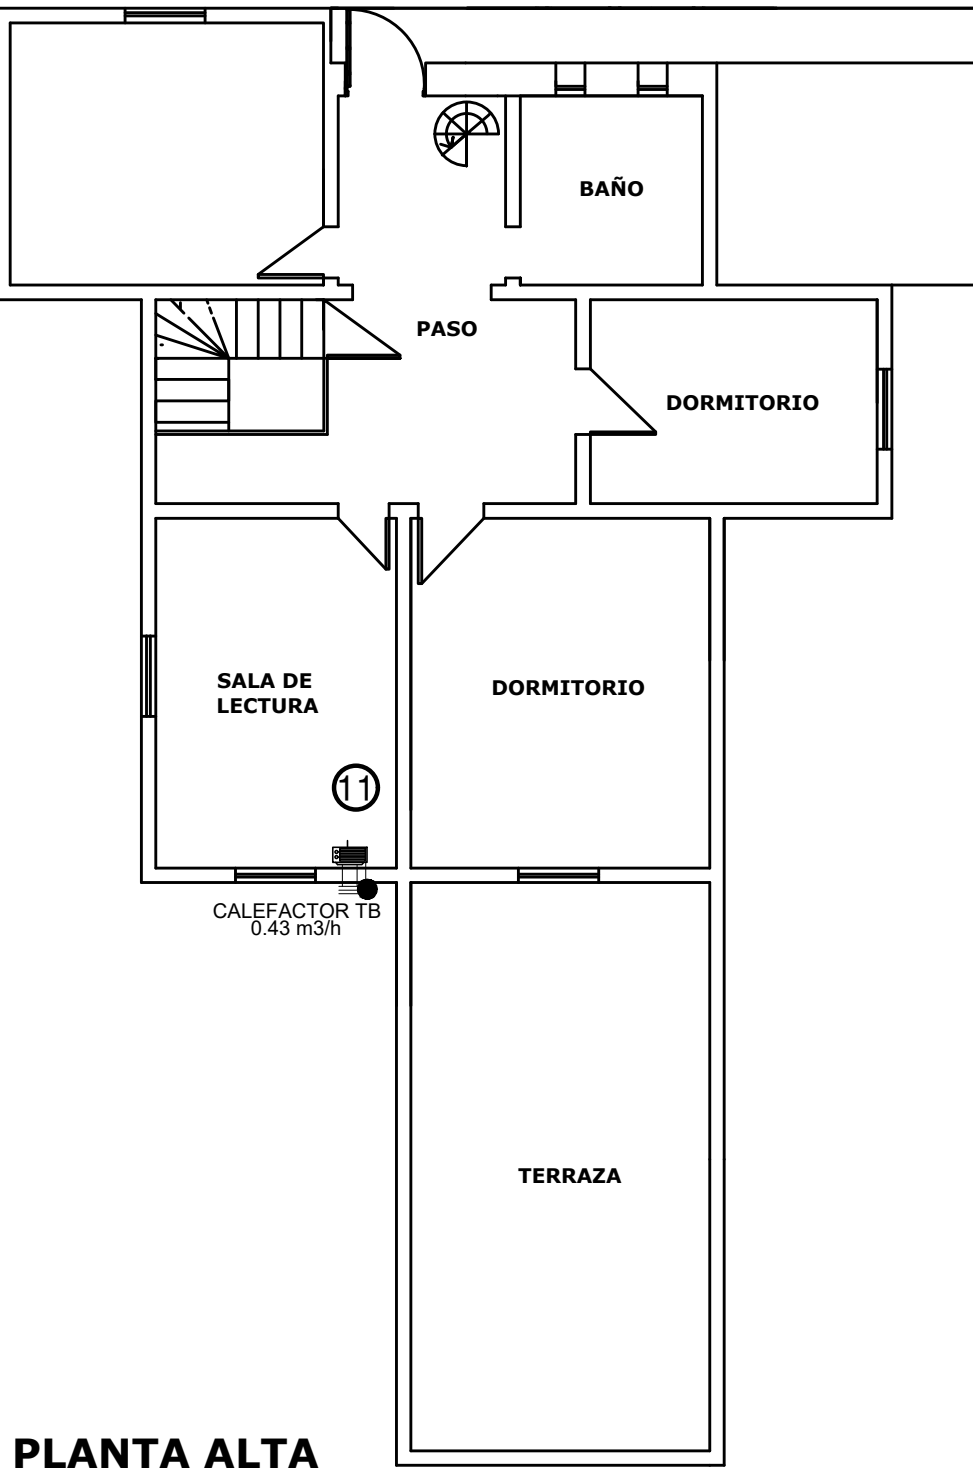 BAÑO
PASO
DORMITORIO
SALA DE
LECTURA
DORMITORIO
11
CALEFACTOR TB
0.43 m3/h
TERRAZA
PLANTA ALTA